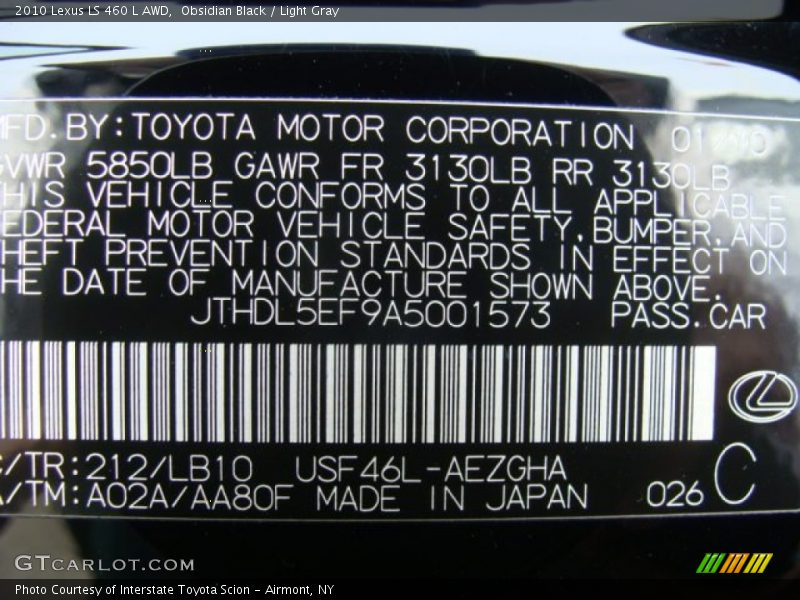 2010 Lexus LS 460 L AWD,  Obsidian Black / Light Gray
MFD. BY: TOYOTA MOTOR CORPORATION 01/10
GVWR 5850LB GAWR FR 3130LB RR 3130LB
THIS VEHICLE CONFORMS TO ALL APPLICABLE
FEDERAL MOTOR VEHICLE SAFETY, BUMPER, AND
THEFT PREVENTION STANDARDS IN EFFECT ON
THE DATE OF MANUFACTURE SHOWN ABOVE.
JTHDL5EF9A5001573 PASS. CAR
C/TR: 212/LB10 USF46L-AEZGHA
A/TM: A02A/AA80F MADE IN JAPAN 026 C
GTCARLOT.COM
Photo Courtesy of Interstate Toyota Scion - Airmont, NY